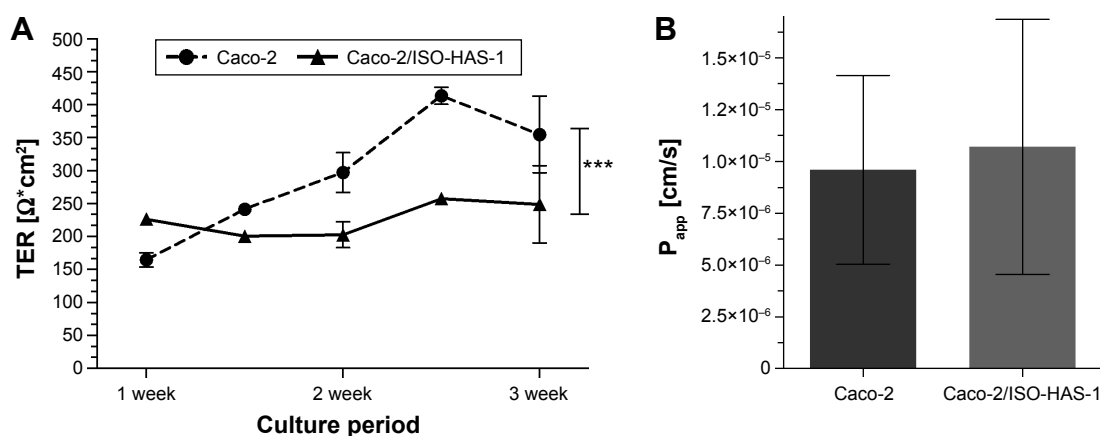 A
500
450
400
350
300
250
200
150
100
50
0
TER [Ω*cm²]
Caco-2
Caco-2/ISO-HAS-1
***
1 week
2 week
3 week
Culture period
B
1.5×10⁻⁵
1.2×10⁻⁵
1.0×10⁻⁵
7.5×10⁻⁶
5.0×10⁻⁶
2.5×10⁻⁶
0
Papp [cm/s]
Caco-2
Caco-2/ISO-HAS-1